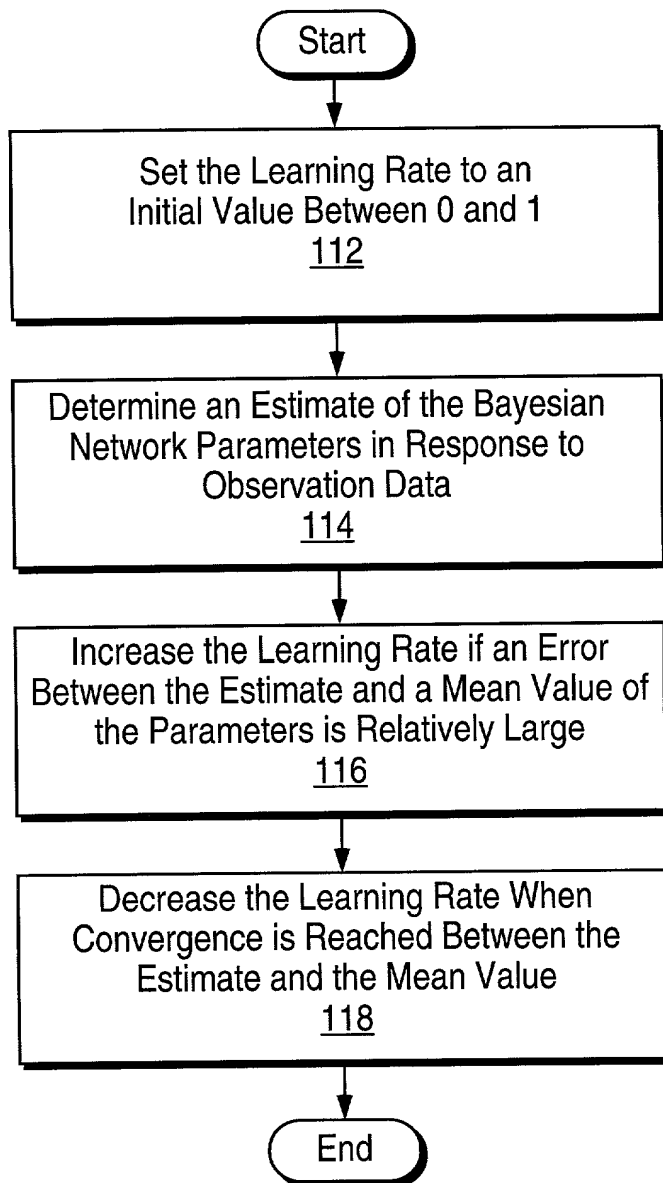 Start
Set the Learning Rate to an
Initial Value Between 0 and 1
112
Determine an Estimate of the Bayesian
Network Parameters in Response to
Observation Data
114
Increase the Learning Rate if an Error
Between the Estimate and a Mean Value of
the Parameters is Relatively Large
116
Decrease the Learning Rate When
Convergence is Reached Between the
Estimate and the Mean Value
118
End